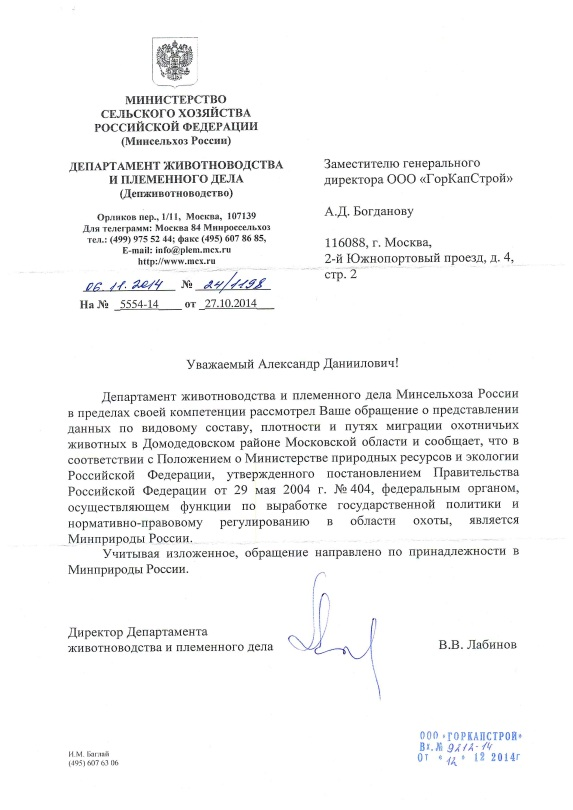 МИНИСТЕРСТВО
СЕЛЬСКОГО ХОЗЯЙСТВА
РОССИЙСКОЙ ФЕДЕРАЦИИ
(Минсельхоз России)
ДЕПАРТАМЕНТ ЖИВОТНОВОДСТВА
И ПЛЕМЕННОГО ДЕЛА
(Депживотноводство)
Орликов пер., 1/11, Москва, 107139
Для телеграмм: Москва 84 Минроссельхоз
тел.: (499) 975 52 44; факс (495) 607 86 85,
E-mail: info@plem.mcx.ru
http://www.mcx.ru
06.11.2014 № 24/1198
На № 5554-14 от 27.10.2014
Заместителю генерального
директора ООО «ГорКапСтрой»
А.Д. Богданову
116088, г. Москва,
2-й Южнопортовый проезд, д. 4,
стр. 2
Уважаемый Александр Даниилович!
Департамент животноводства и племенного дела Минсельхоза России
в пределах своей компетенции рассмотрел Ваше обращение о представлении
данных по видовому составу, плотности и путях миграции охотничьих
животных в Домодедовском районе Московской области и сообщает, что в
соответствии с Положением о Министерстве природных ресурсов и экологии
Российской Федерации, утвержденного постановлением Правительства
Российской Федерации от 29 мая 2004 г. № 404, федеральным органом,
осуществляющем функции по выработке государственной политики и
нормативно-правовому регулированию в области охоты, является
Минприроды России.
Учитывая изложенное, обращение направлено по принадлежности в
Минприроды России.
Директор Департамента
животноводства и племенного дела
В.В. Лабинов
И.М. Баглай
(495) 607 63 06
ООО «ГОРКАПСТРОЙ»
Вх.№ 9212-14
От «12» 12 2014г